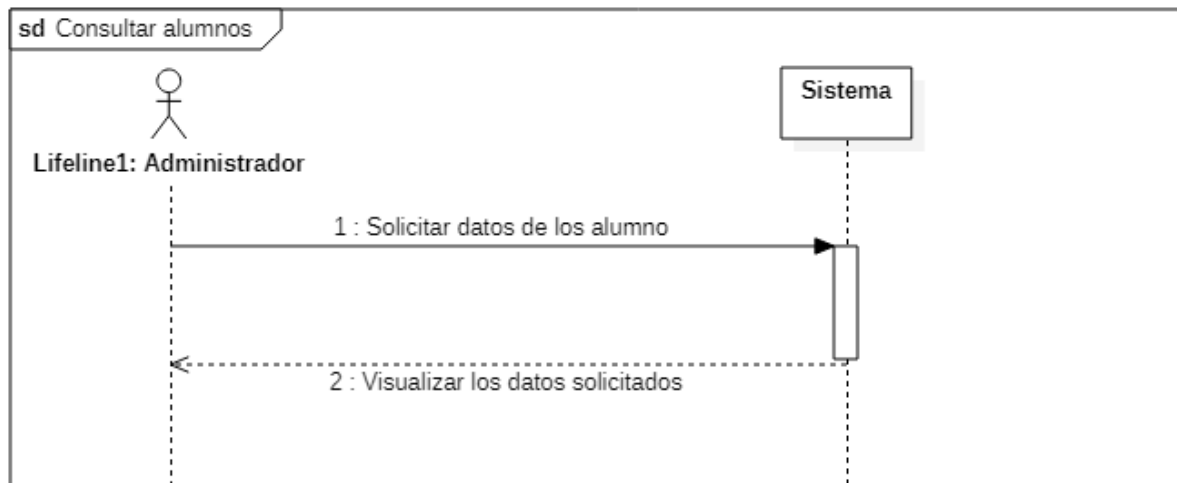 sd Consultar alumnos
Sistema
Lifeline1: Administrador
1 : Solicitar datos de los alumno
2 : Visualizar los datos solicitados